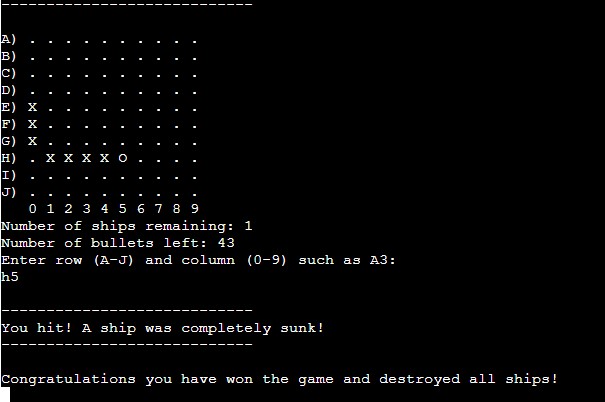 ----------------------------
A) . . . . . . . . . .
B) . . . . . . . . . .
C) . . . . . . . . . .
D) . . . . . . . . . .
E) X . . . . . . . . .
F) X . . . . . . . . .
G) X . . . . . . . . .
H) . X X X X O . . . .
I) . . . . . . . . . .
J) . . . . . . . . . .
0 1 2 3 4 5 6 7 8 9
Number of ships remaining: 1
Number of bullets left: 43
Enter row (A-J) and column (0-9) such as A3:
h5
----------------------------
You hit! A ship was completely sunk!
----------------------------
Congratulations you have won the game and destroyed all ships!